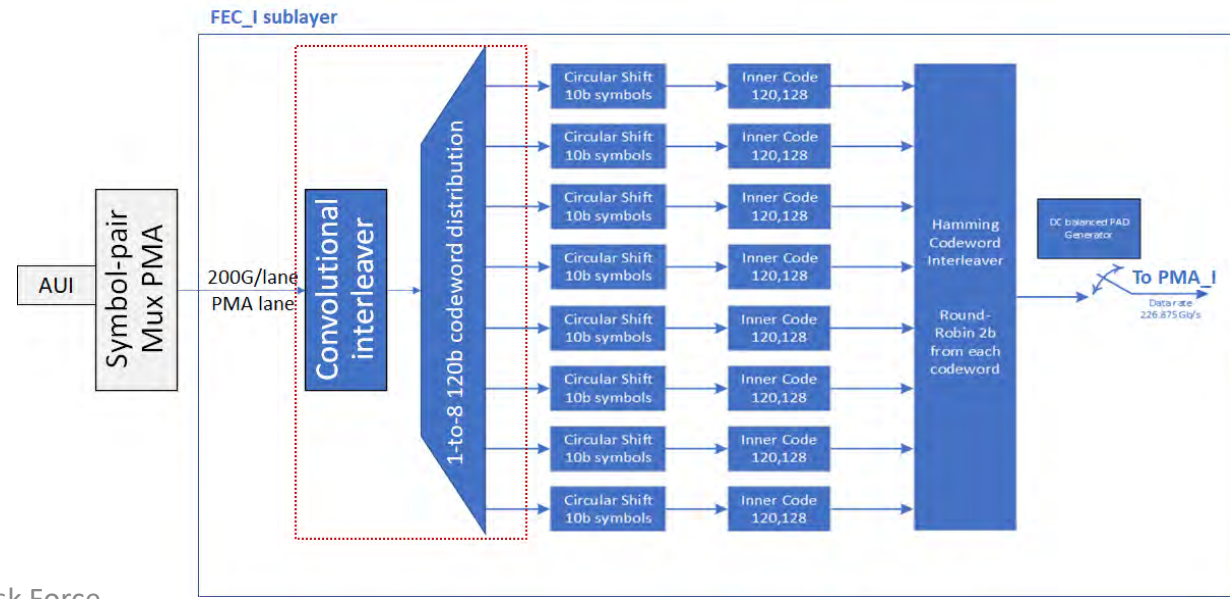 FEC_I sublayer
AUI
Symbol-pair
Mux PMA
200G/lane
PMA lane
Convolutional
interleaver
1-to-8 120b codeword distribution
Circular Shift
10b symbols
Inner Code
120,128
Circular Shift
10b symbols
Inner Code
120,128
Circular Shift
10b symbols
Inner Code
120,128
Circular Shift
10b symbols
Inner Code
120,128
Circular Shift
10b symbols
Inner Code
120,128
Circular Shift
10b symbols
Inner Code
120,128
Circular Shift
10b symbols
Inner Code
120,128
Circular Shift
10b symbols
Inner Code
120,128
Hamming
Codeword
Interleaver
Round-
Robin 2b
from each
codeword
DC balanced PAD
Generator
To PMA_I
Data rate
226.875Gb/s
sk Force